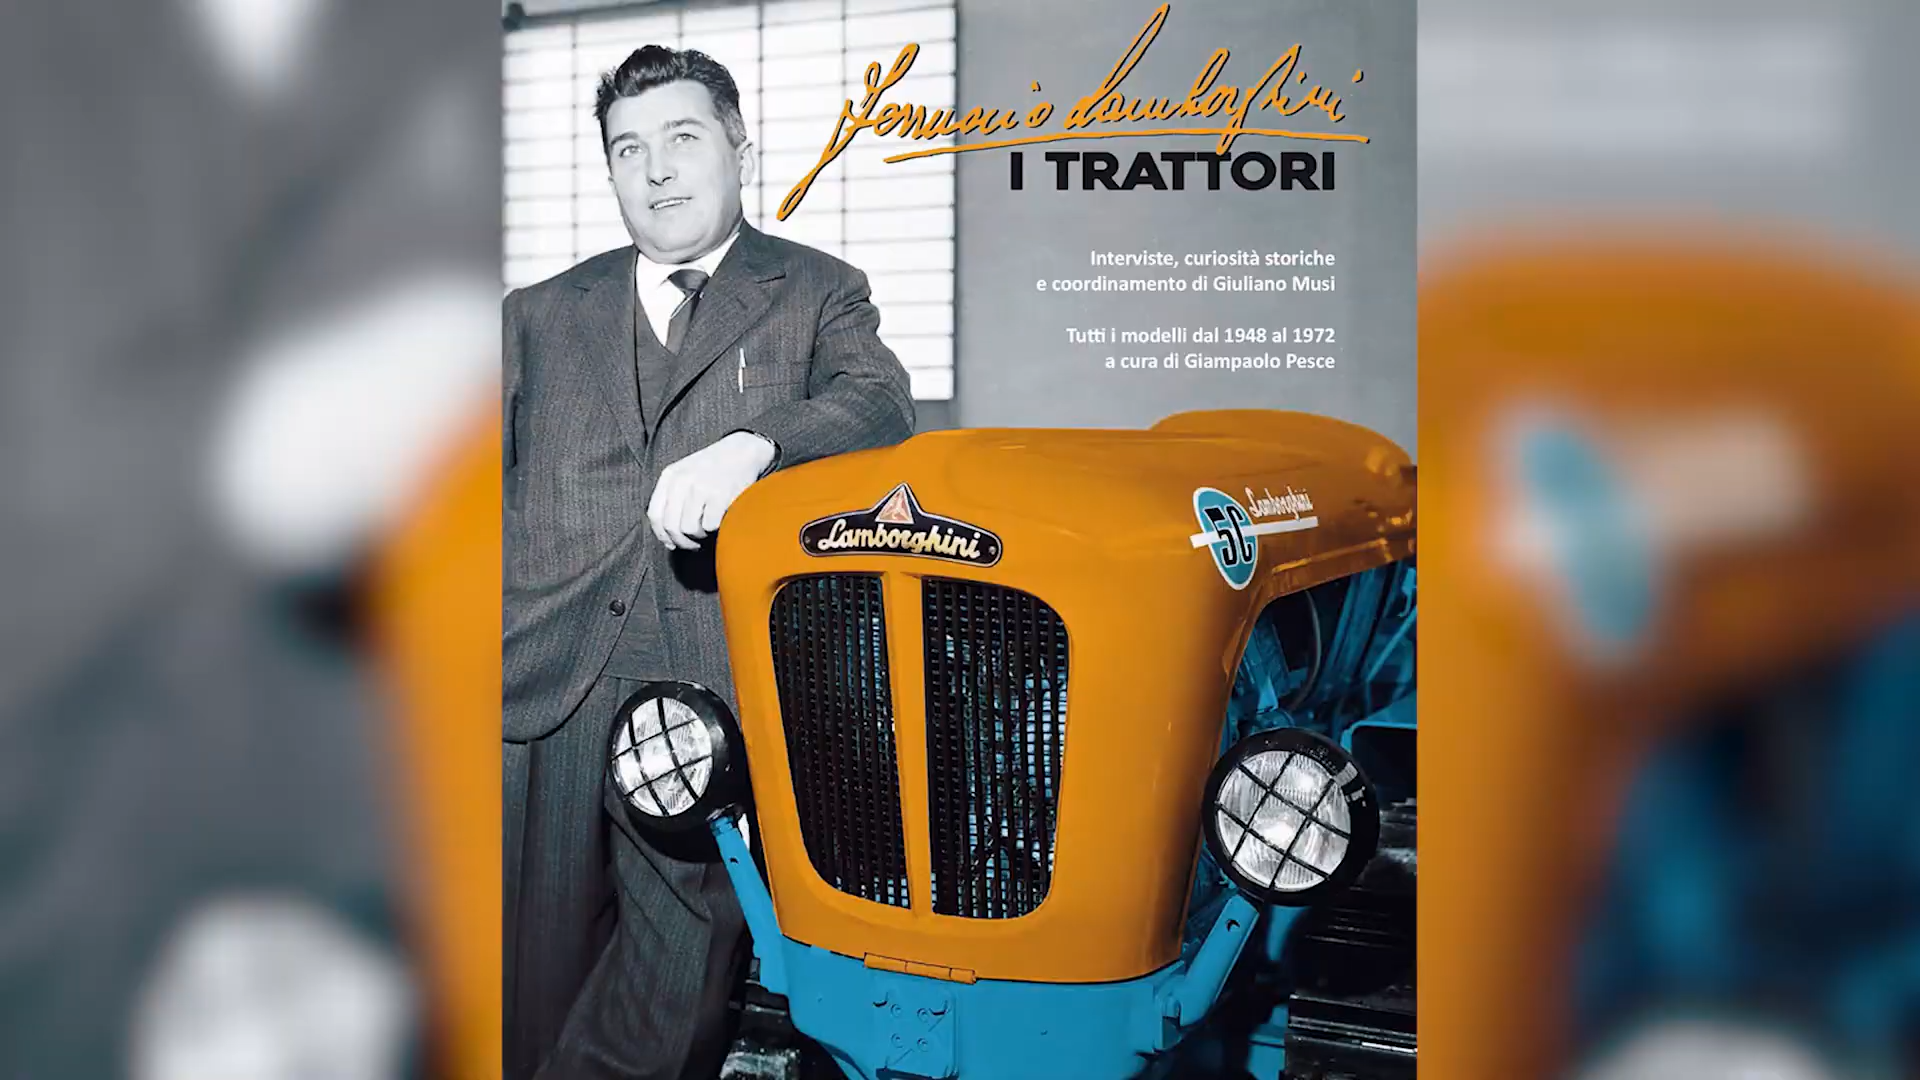 Ferruccio Lamborghini
I TRATTORI
Interviste, curiosità storiche
e coordinamento di Giuliano Musi
Tutti i modelli dal 1948 al 1972
a cura di Giampaolo Pesce
Lamborghini
5C Lamborghini